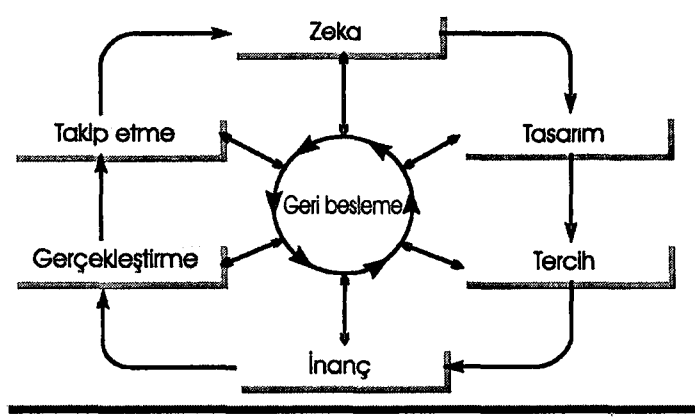 Zeka
Takip etme
Tasarım
Geri besleme
Gerçekleştirme
Tercih
İnanç